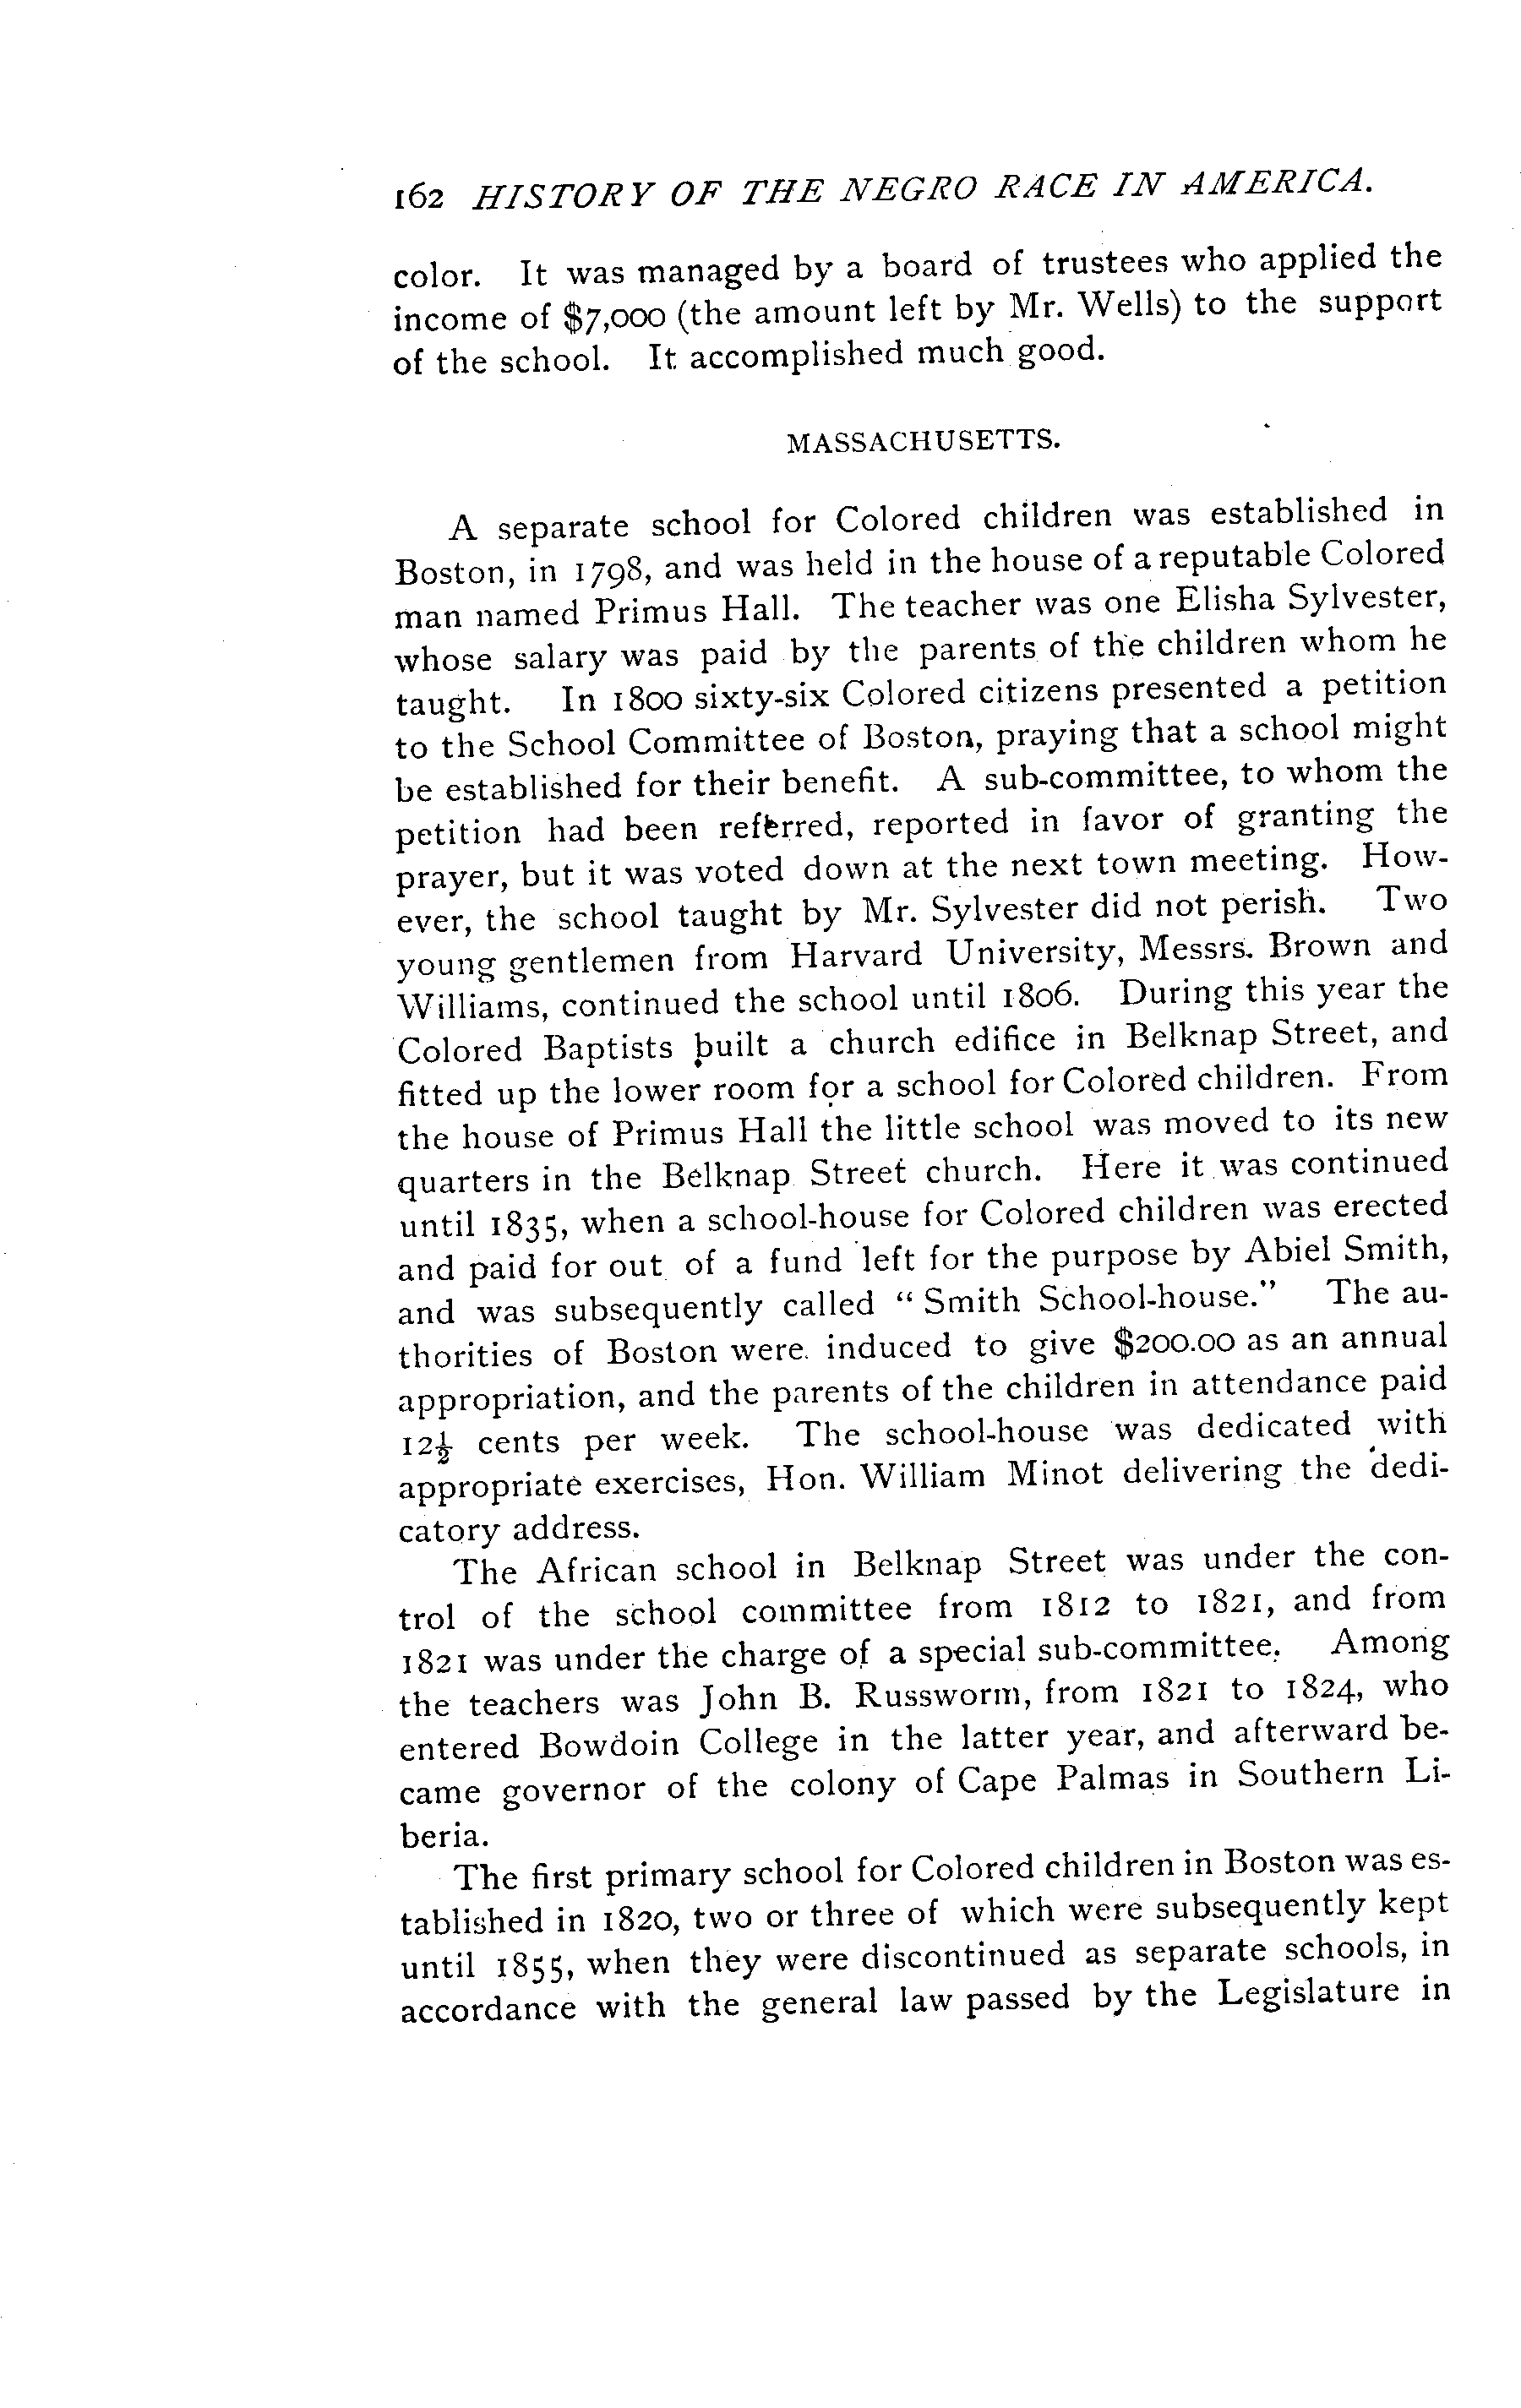 162 HISTORY OF THE NEGRO RACE IN AMERICA.
color. It was managed by a board of trustees who applied the
income of $7,000 (the amount left by Mr. Wells) to the support
of the school. It accomplished much good.
MASSACHUSETTS.
A separate school for Colored children was established in
Boston, in 1798, and was held in the house of a reputable Colored
man named Primus Hall. The teacher was one Elisha Sylvester,
whose salary was paid by the parents of the children whom he
taught. In 1800 sixty-six Colored citizens presented a petition
to the School Committee of Boston, praying that a school might
be established for their benefit. A sub-committee, to whom the
petition had been referred, reported in favor of granting the
prayer, but it was voted down at the next town meeting. How-
ever, the school taught by Mr. Sylvester did not perish. Two
young gentlemen from Harvard University, Messrs. Brown and
Williams, continued the school until 1806. During this year the
Colored Baptists built a church edifice in Belknap Street, and
fitted up the lower room for a school for Colored children. From
the house of Primus Hall the little school was moved to its new
quarters in the Belknap Street church. Here it was continued
until 1835, when a school-house for Colored children was erected
and paid for out of a fund left for the purpose by Abiel Smith,
and was subsequently called "Smith School-house." The au-
thorities of Boston were induced to give $200.00 as an annual
appropriation, and the parents of the children in attendance paid
12½ cents per week. The school-house was dedicated with
appropriate exercises, Hon. William Minot delivering the dedi-
catory address.
The African school in Belknap Street was under the con-
trol of the school committee from 1812 to 1821, and from
1821 was under the charge of a special sub-committee. Among
the teachers was John B. Russworm, from 1821 to 1824, who
entered Bowdoin College in the latter year, and afterward be-
came governor of the colony of Cape Palmas in Southern Li-
beria.
The first primary school for Colored children in Boston was es-
tablished in 1820, two or three of which were subsequently kept
until 1855, when they were discontinued as separate schools, in
accordance with the general law passed by the Legislature in